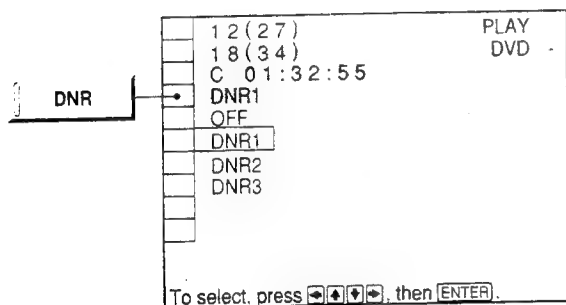 12(27) PLAY
18(34) DVD
C 01:32:55
DNR DNR1
OFF
DNR1
DNR2
DNR3
To select, press ←↑↓→, then ENTER.